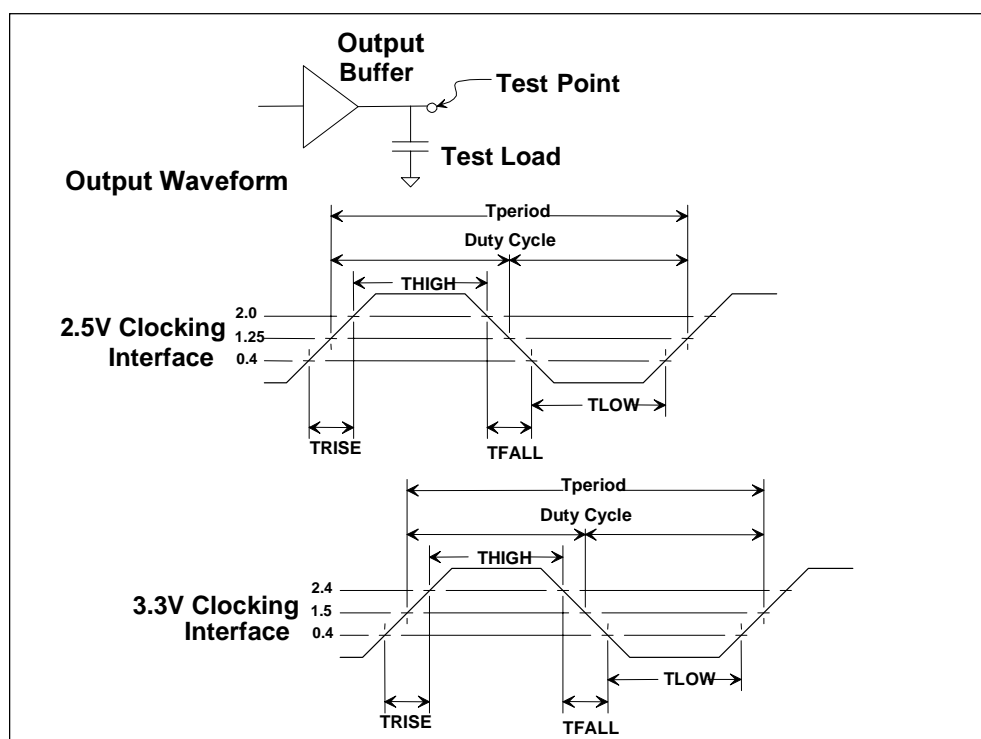 Output
Buffer
Test Point
Test Load
Output Waveform
Tperiod
Duty Cycle
THIGH
2.0
2.5V Clocking
Interface
1.25
0.4
TLOW
TRISE
TFALL
Tperiod
Duty Cycle
THIGH
2.4
3.3V Clocking
Interface
1.5
0.4
TLOW
TRISE
TFALL